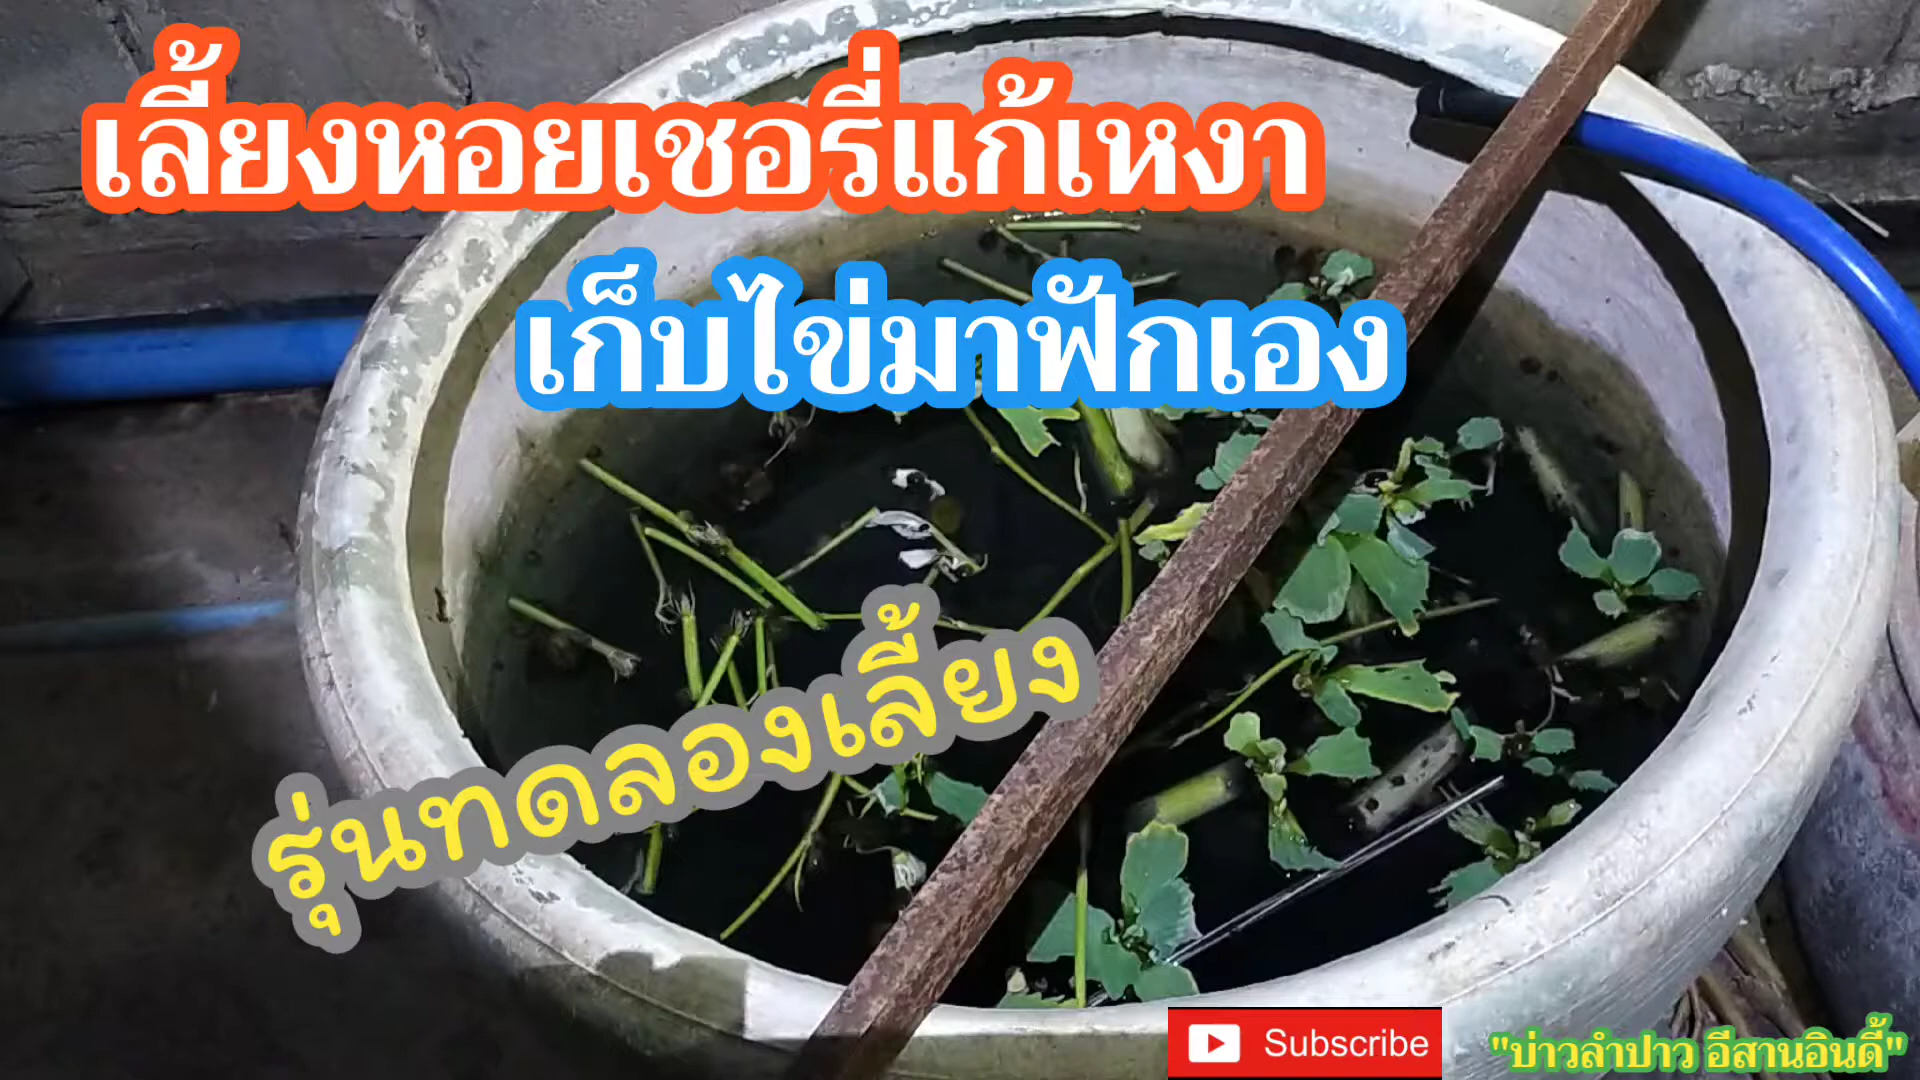 เลี้ยงหอยเชอรี่แก้เหงา
เก็บไข่มาฟักเอง
รุ่นทดลองเลี้ยง
Subscribe
"บ่าวลำปาว อีสานอินดี้"